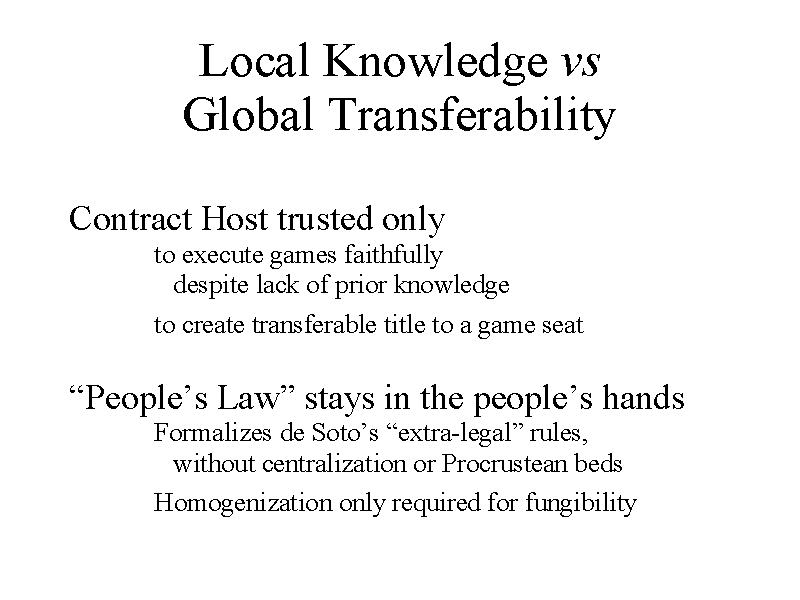 Local Knowledge vs
Global Transferability
Contract Host trusted only
to execute games faithfully
despite lack of prior knowledge
to create transferable title to a game seat
“People’s Law” stays in the people’s hands
Formalizes de Soto’s “extra-legal” rules,
without centralization or Procrustean beds
Homogenization only required for fungibility